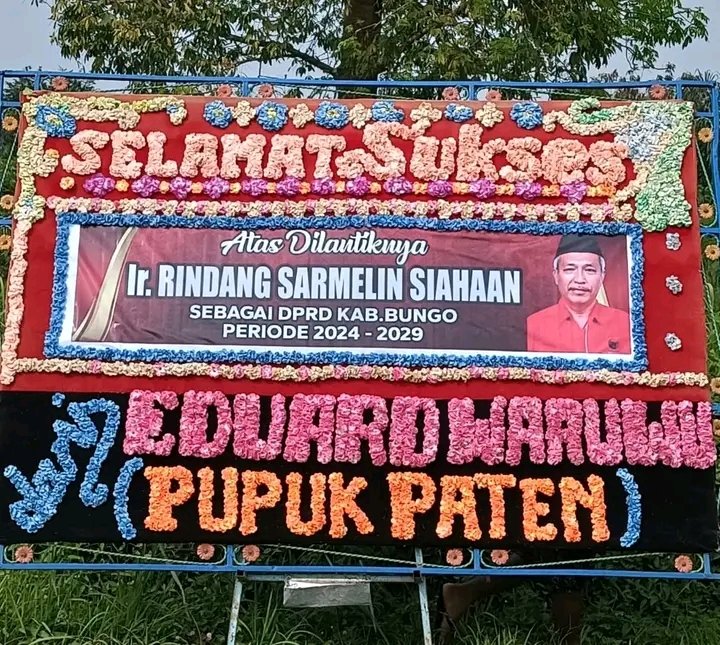 SELAMAT & Sukses
Atas Dilantiknya
Ir. RINDANG SARMELIN SIAHAAN
SEBAGAI DPRD KAB.BUNGO
PERIODE 2024 - 2029
EDUARD WARUWU
(PUPUK PATEN)